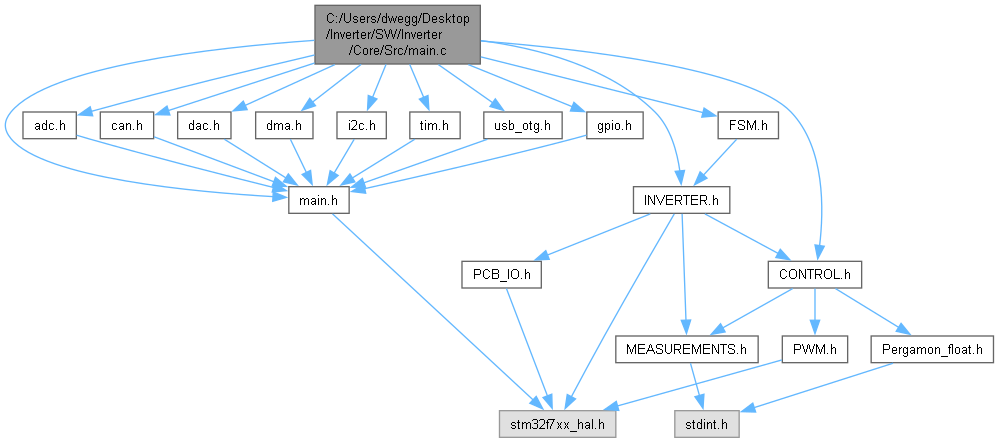 C:/Users/dwegg/Desktop
/Inverter/SW/Inverter
/Core/Src/main.c
adc.h
can.h
dac.h
dma.h
i2c.h
tim.h
usb_otg.h
gpio.h
FSM.h
main.h
INVERTER.h
PCB_IO.h
CONTROL.h
MEASUREMENTS.h
PWM.h
Pergamon_float.h
stm32f7xx_hal.h
stdint.h